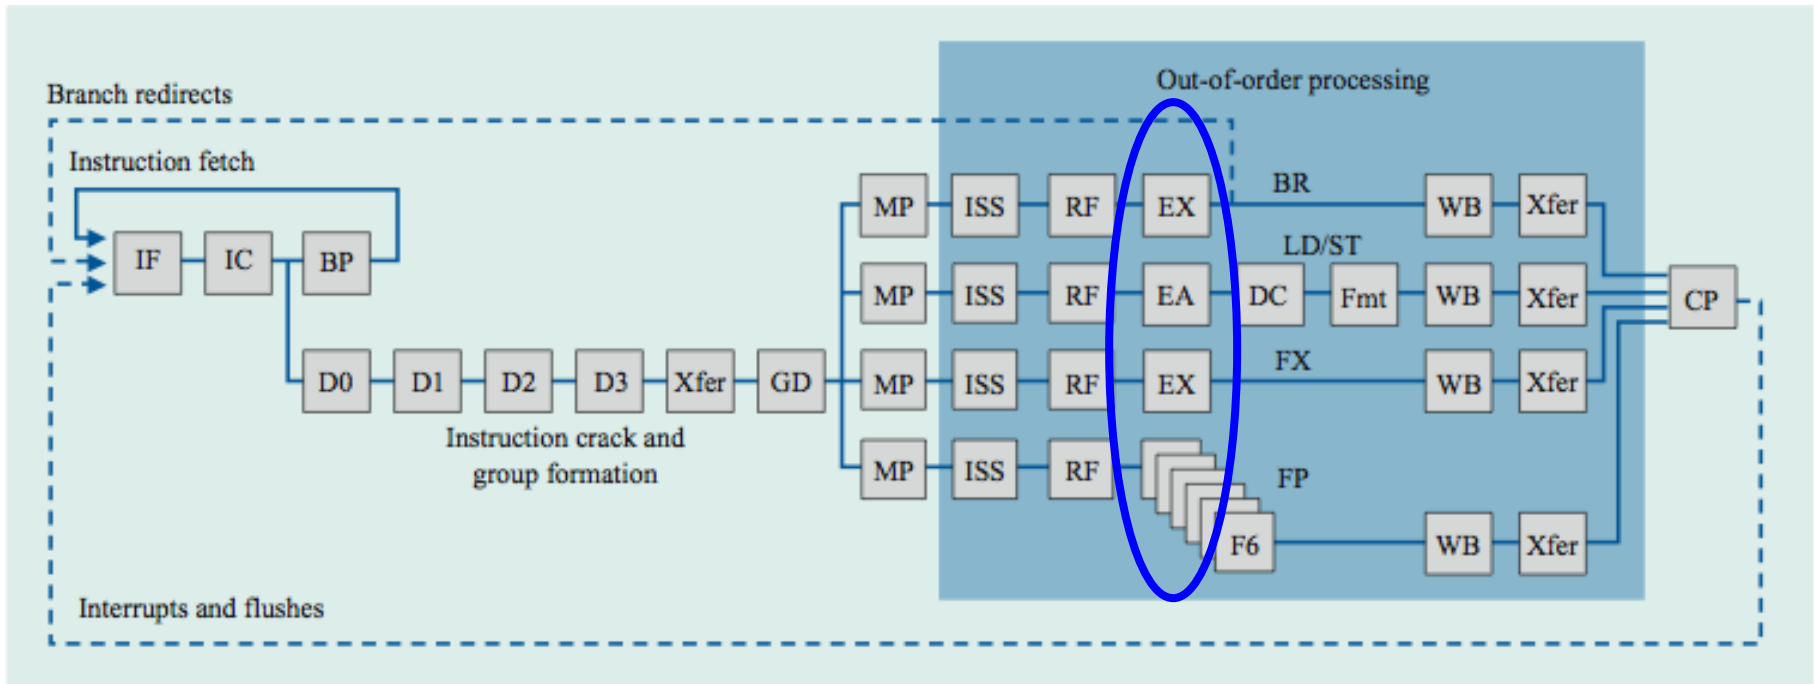 Out-of-order processing
Branch redirects
Instruction fetch
BR
MP ISS RF EX WB Xfer
LD/ST
IF IC BP
MP ISS RF EA DC Fmt WB Xfer CP
FX
D0 D1 D2 D3 Xfer GD MP ISS RF EX WB Xfer
Instruction crack and
group formation
MP ISS RF FP
F6 WB Xfer
Interrupts and flushes